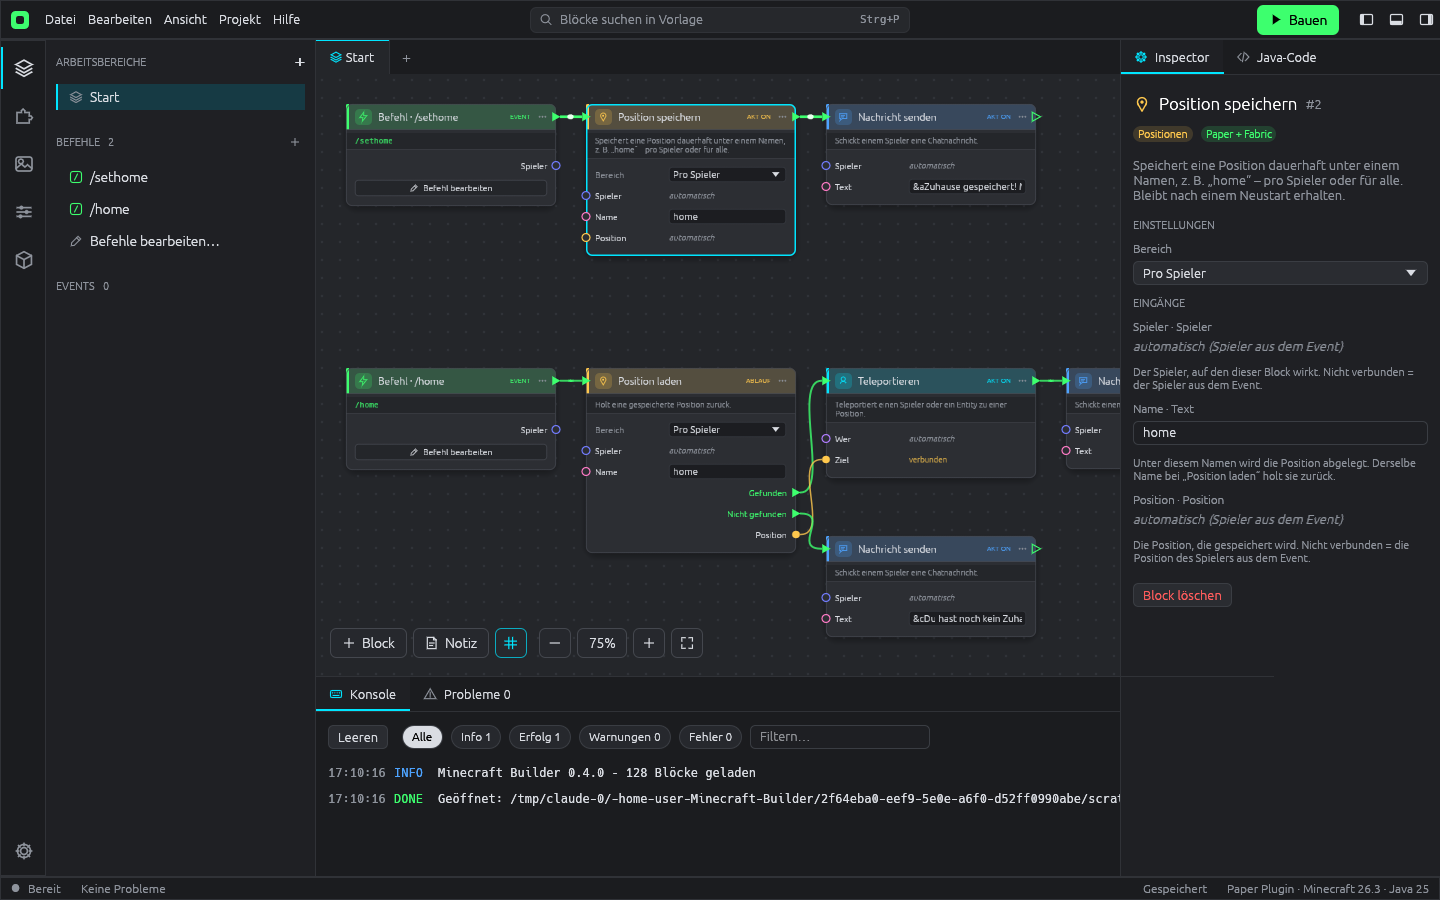 Datei Bearbeiten Ansicht Projekt Hilfe
Blöcke suchen in Vorlage Strg+P
Bauen
ARBEITSBEREICHE
Start
BEFEHLE 2
/sethome
/home
Befehle bearbeiten…
EVENTS 0
Start
Befehl · /sethome EVENT
/sethome
Spieler
Befehl bearbeiten
Position speichern AKTION
Speichert eine Position dauerhaft unter einem Namen,
z. B. „home“ – pro Spieler oder für alle.
Bereich Pro Spieler
Spieler automatisch
Name home
Position automatisch
Nachricht senden AKTION
Schickt einem Spieler eine Chatnachricht.
Spieler automatisch
Text &aZuhause gespeichert!
Befehl · /home EVENT
/home
Spieler
Befehl bearbeiten
Position laden ABLAUF
Holt eine gespeicherte Position zurück.
Bereich Pro Spieler
Spieler automatisch
Name home
Gefunden
Nicht gefunden
Position
Teleportieren AKTION
Teleportiert einen Spieler oder ein Entity zu einer
Position.
Wer automatisch
Ziel verbunden
Nach
Schickt einem
Spieler
Text
Nachricht senden AKTION
Schickt einem Spieler eine Chatnachricht.
Spieler automatisch
Text &cDu hast noch kein Zuha
Block Notiz 75%
Konsole Probleme 0
Leeren Alle Info 1 Erfolg 1 Warnungen 0 Fehler 0 Filtern…
17:10:16 INFO Minecraft Builder 0.4.0 - 128 Blöcke geladen
17:10:16 DONE Geöffnet: /tmp/claude-0/-home-user-Minecraft-Builder/2f64eba0-eef9-5e0e-a6f0-d52ff0990abe/scrat
Inspector Java-Code
Position speichern #2
Positionen Paper + Fabric
Speichert eine Position dauerhaft unter einem
Namen, z. B. „home“ – pro Spieler oder für alle.
Bleibt nach einem Neustart erhalten.
EINSTELLUNGEN
Bereich
Pro Spieler
EINGÄNGE
Spieler · Spieler
automatisch (Spieler aus dem Event)
Der Spieler, auf den dieser Block wirkt. Nicht verbunden =
der Spieler aus dem Event.
Name · Text
home
Unter diesem Namen wird die Position abgelegt. Derselbe
Name bei „Position laden“ holt sie zurück.
Position · Position
automatisch (Spieler aus dem Event)
Die Position, die gespeichert wird. Nicht verbunden = die
Position des Spielers aus dem Event.
Block löschen
Bereit Keine Probleme
Gespeichert Paper Plugin · Minecraft 26.3 · Java 25